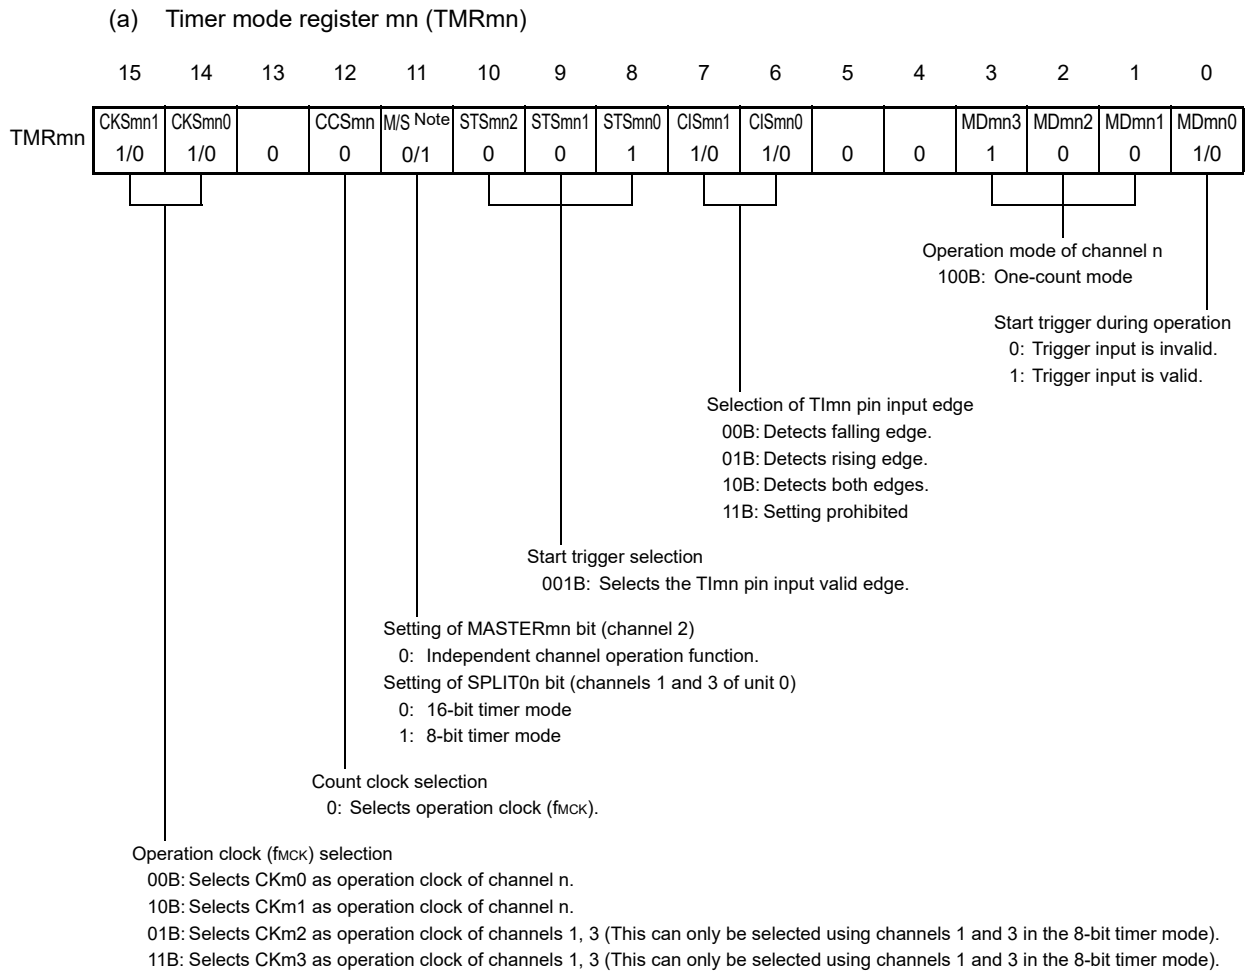 (a) Timer mode register mn (TMRmn)
15 14 13 12 11 10 9 8 7 6 5 4 3 2 1 0
TMRmn
CKSmn1 CKSmn0 CCSmn M/S Note STSmn2 STSmn1 STSmn0 CISmn1 CISmn0 MDmn3 MDmn2 MDmn1 MDmn0
1/0 1/0 0 0 0/1 0 0 1 1/0 1/0 0 0 1 0 0 1/0
Operation mode of channel n
100B: One-count mode
Start trigger during operation
0: Trigger input is invalid.
1: Trigger input is valid.
Selection of TImn pin input edge
00B: Detects falling edge.
01B: Detects rising edge.
10B: Detects both edges.
11B: Setting prohibited
Start trigger selection
001B: Selects the TImn pin input valid edge.
Setting of MASTERmn bit (channel 2)
0: Independent channel operation function.
Setting of SPLIT0n bit (channels 1 and 3 of unit 0)
0: 16-bit timer mode
1: 8-bit timer mode
Count clock selection
0: Selects operation clock (fMCK).
Operation clock (fMCK) selection
00B: Selects CKm0 as operation clock of channel n.
10B: Selects CKm1 as operation clock of channel n.
01B: Selects CKm2 as operation clock of channels 1, 3 (This can only be selected using channels 1 and 3 in the 8-bit timer mode).
11B: Selects CKm3 as operation clock of channels 1, 3 (This can only be selected using channels 1 and 3 in the 8-bit timer mode).